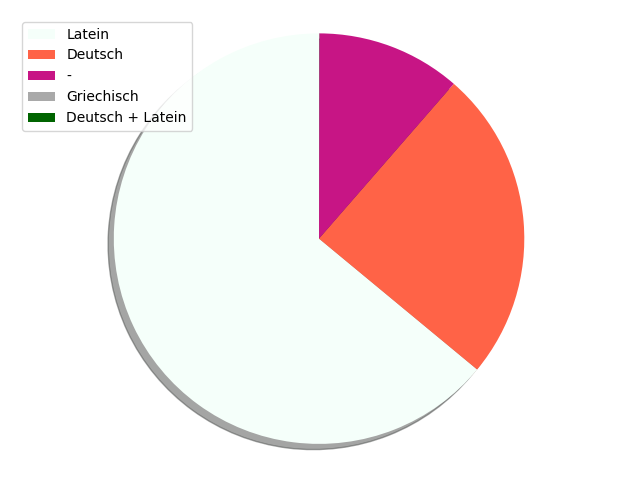 Latein
Deutsch
-
Griechisch
Deutsch + Latein